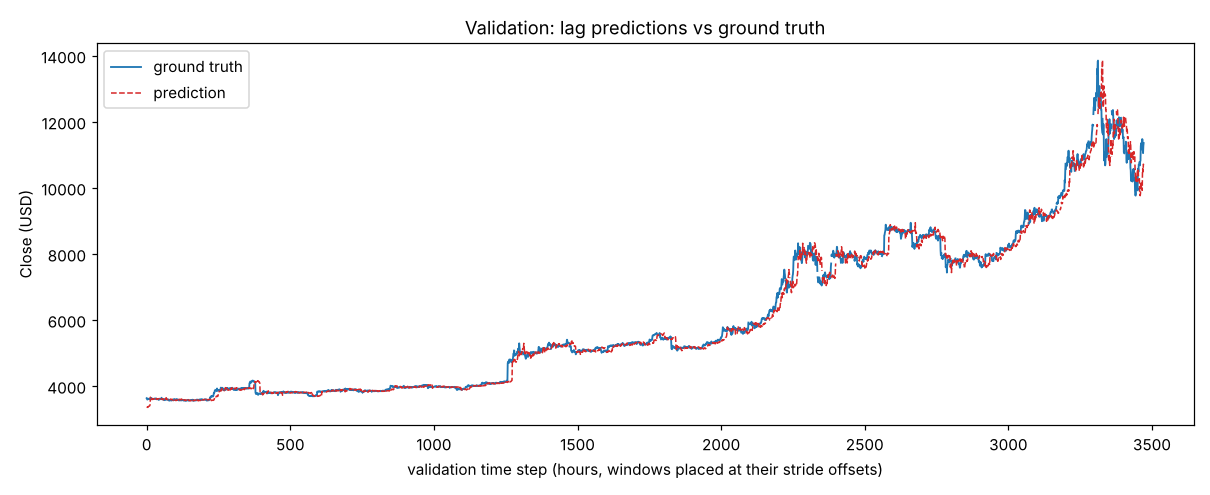 Validation: lag predictions vs ground truth
ground truth
prediction
Close (USD)
14000
12000
10000
8000
6000
4000
0
500
1000
1500
2000
2500
3000
3500
validation time step (hours, windows placed at their stride offsets)